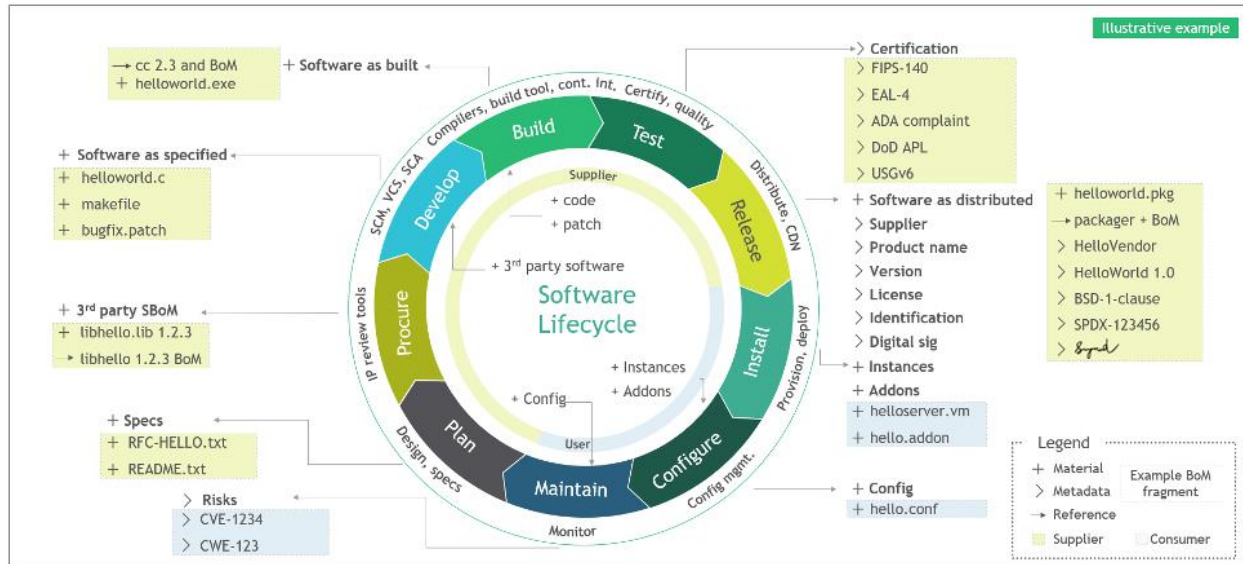 Illustrative example
→ cc 2.3 and BoM
+ helloworld.exe
+ Software as built
+ Software as specified
+ helloworld.c
+ makefile
+ bugfix.patch
+ 3rd party SBoM
+ libhello.lib 1.2.3
→ libhello 1.2.3 BoM
+ Specs
+ RFC-HELLO.txt
+ README.txt
> Risks
> CVE-1234
> CWE-123
Compilers, build tool, cont. int.
Certify, quality
Distribute, CDN
Provision, deploy
Config mgmt.
Monitor
Design, specs
IP review tools
SCM, VCS, SCA
Build
Test
Release
Install
Configure
Maintain
Plan
Procure
Develop
Supplier
+ code
+ patch
+ 3rd party software
Software
Lifecycle
+ Instances
+ Addons
+ Config
User
> Certification
> FIPS-140
> EAL-4
> ADA complaint
> DoD APL
> USGv6
+ Software as distributed
> Supplier
> Product name
> Version
> License
> Identification
> Digital sig
+ Instances
+ Addons
+ helloserver.vm
+ hello.addon
+ Config
+ hello.conf
+ helloworld.pkg
→ packager + BoM
> HelloVendor
> HelloWorld 1.0
> BSD-1-clause
> SPDX-123456
>
Legend
+ Material
> Metadata
→ Reference
Example BoM
fragment
Supplier
Consumer